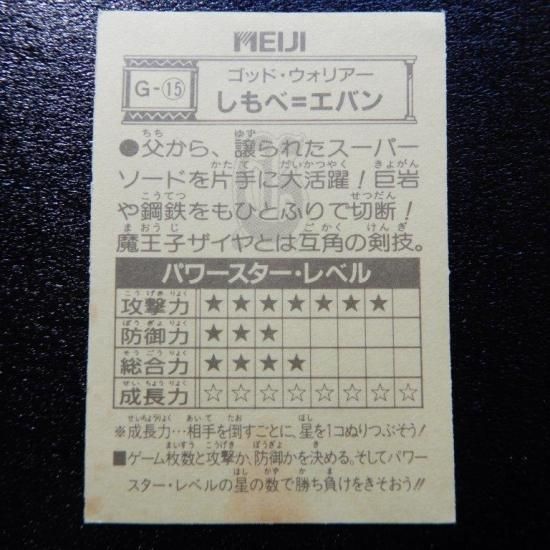 MEIJI
G-⑮
ゴッド・ウォリアー
しもべ=エバン
●父から、譲られたスーパー
ソードを片手に大活躍!巨岩
や鋼鉄をもひとふりで切断!
魔王子ザイヤとは互角の剣技。
パワースター・レベル
攻撃力 ★★★★★★★
防御力 ★★★
総合力 ★★★★
成長力 ☆☆☆☆☆☆☆☆
※成長力…相手を倒すごとに、星を1コぬりつぶそう!
■ゲーム枚数と攻撃か、防御かを決める。そしてパワー
スター・レベルの星の数で勝ち負けをきそおう!!